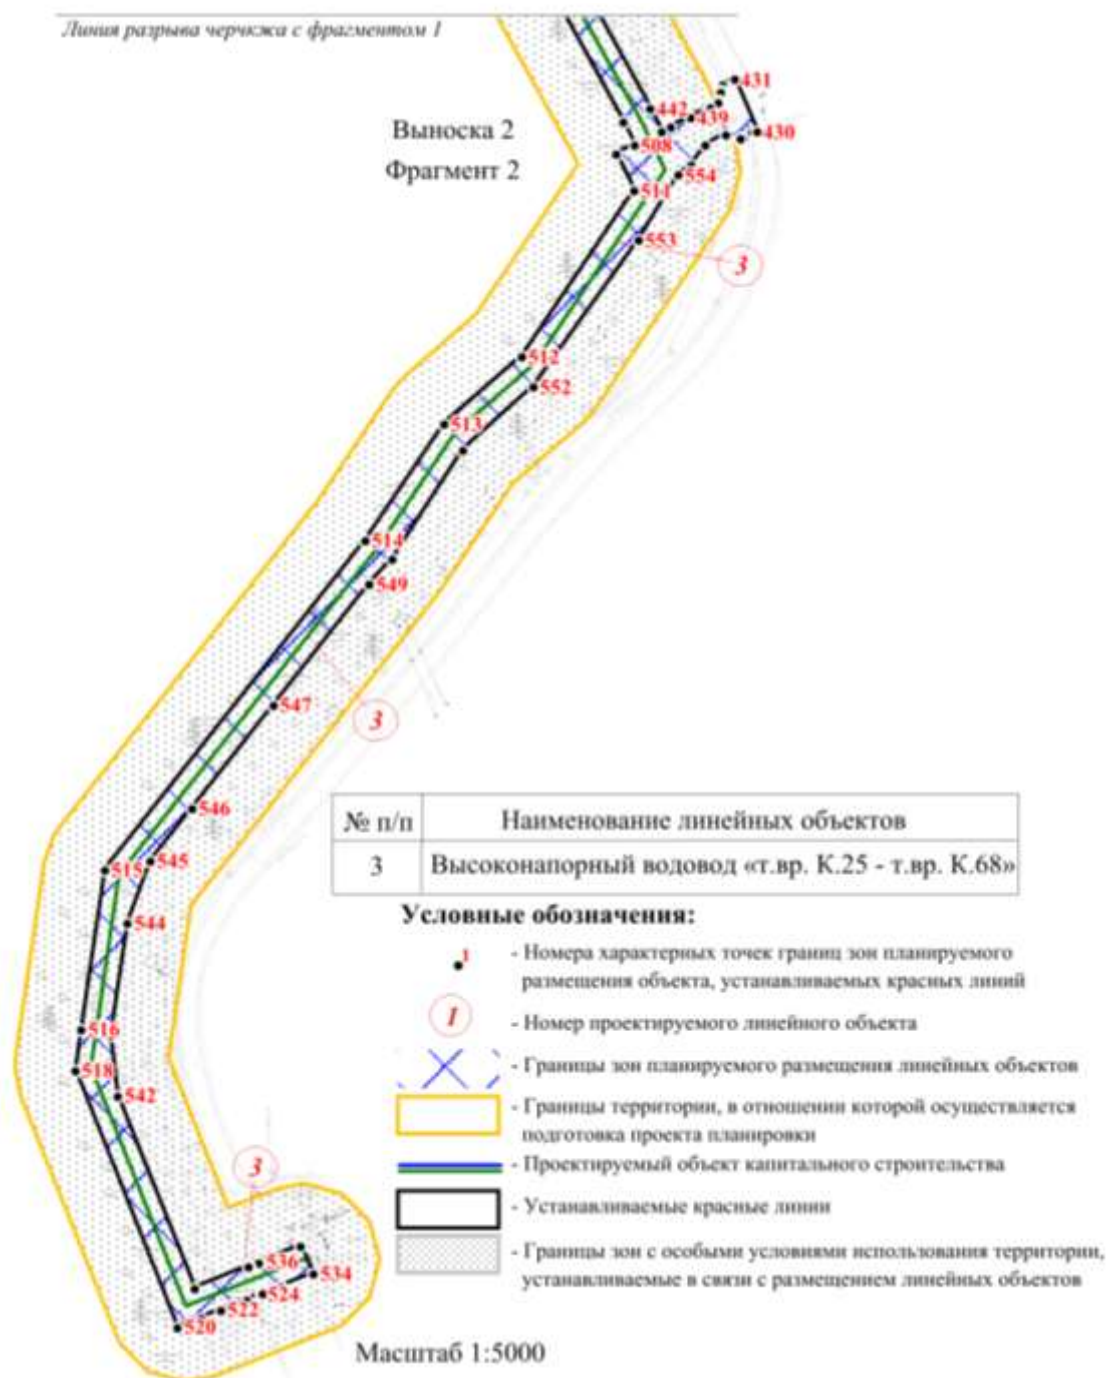 Линия разрыва черчкжа с фрагментом 1
431
442
439
430
Выноска 2
508
Фрагмент 2
554
511
553
3
512
552
513
514
549
547
3
546
515
545
544
516
518
542
3
536
534
524
522
520
№ п/п Наименование линейных объектов
3 Высоконапорный водовод «т.вр. К.25 - т.вр. К.68»
Условные обозначения:
1
- Номера характерных точек границ зон планируемого
размещения объекта, устанавливаемых красных линий
1
- Номер проектируемого линейного объекта
- Границы зон планируемого размещения линейных объектов
- Границы территории, в отношении которой осуществляется
подготовка проекта планировки
- Проектируемый объект капитального строительства
- Устанавливаемые красные линии
- Границы зон с особыми условиями использования территории,
устанавливаемые в связи с размещением линейных объектов
Масштаб 1:5000